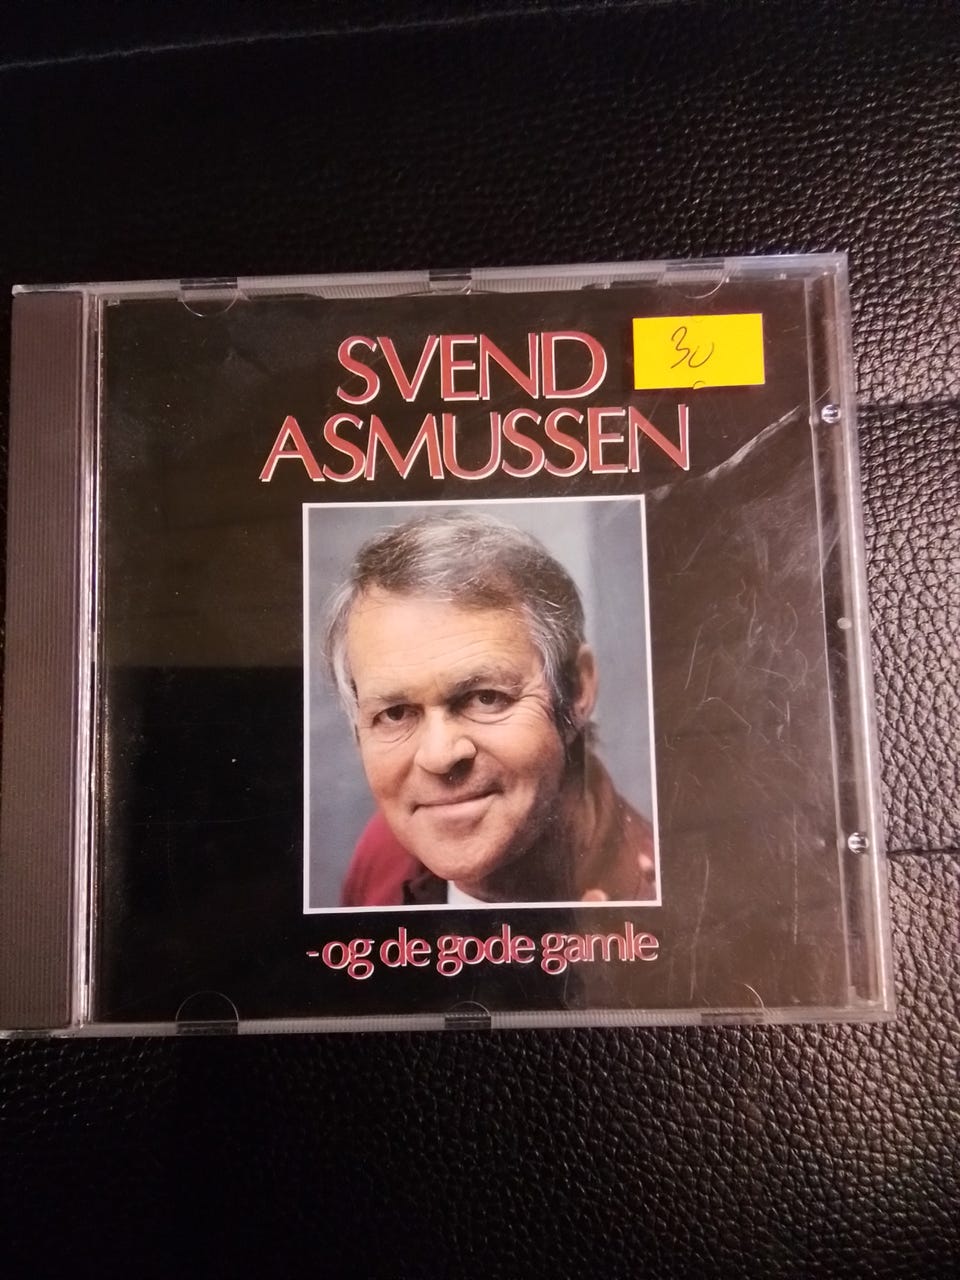 SVEND
30
ASMUSSEN
-og de gode gamle